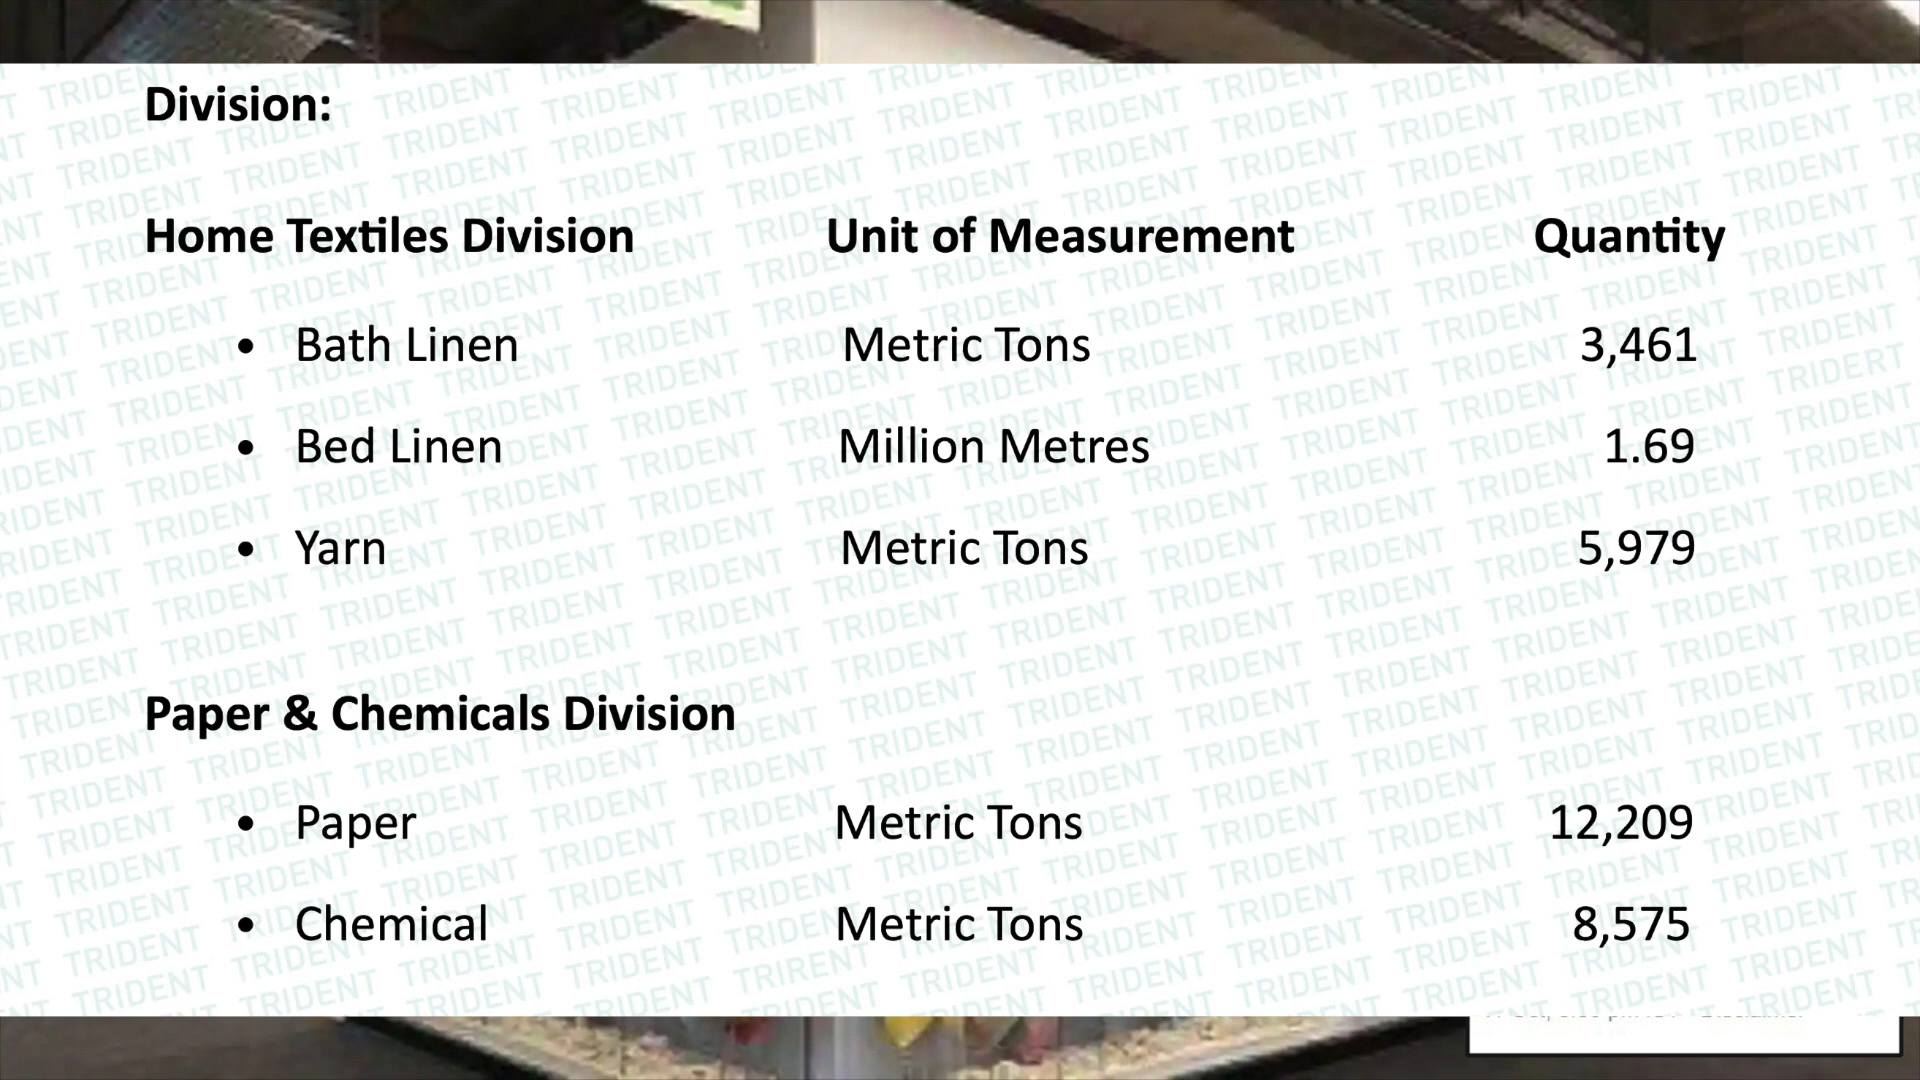 Division:
Home Textiles Division Unit of Measurement Quantity
• Bath Linen Metric Tons 3,461
• Bed Linen Million Metres 1.69
• Yarn Metric Tons 5,979
Paper & Chemicals Division
• Paper Metric Tons 12,209
• Chemical Metric Tons 8,575
TRIDENT